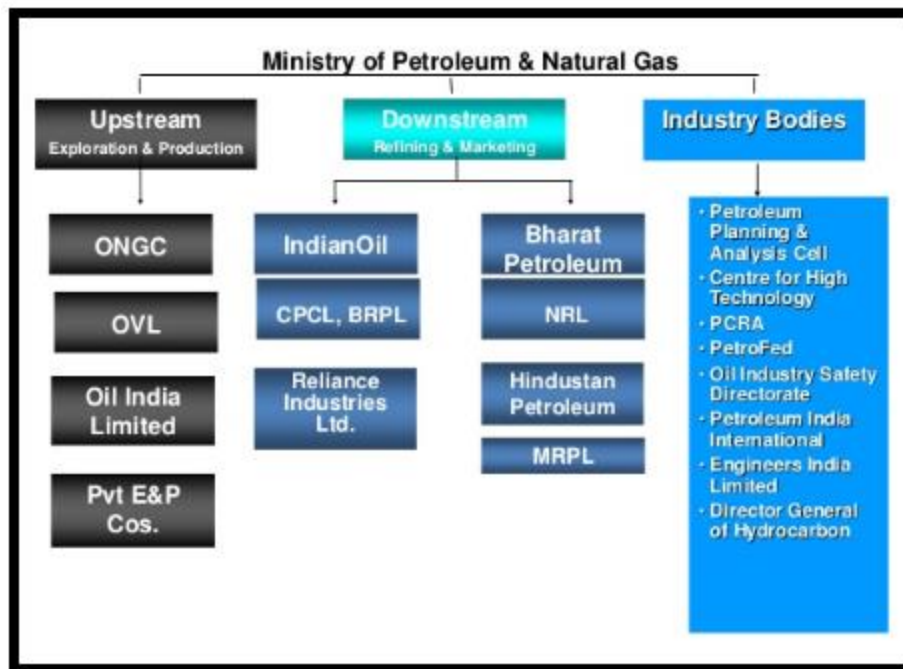 Ministry of Petroleum & Natural Gas
Upstream
Exploration & Production
Downstream
Refining & Marketing
Industry Bodies
ONGC
OVL
Oil India
Limited
Pvt E&P
Cos.
IndianOil
CPCL, BRPL
Reliance
Industries
Ltd.
Bharat
Petroleum
NRL
Hindustan
Petroleum
MRPL
· Petroleum
Planning &
Analysis Cell
· Centre for High
Technology
· PCRA
· PetroFed
· Oil Industry Safety
Directorate
· Petroleum India
International
· Engineers India
Limited
· Director General
of Hydrocarbon